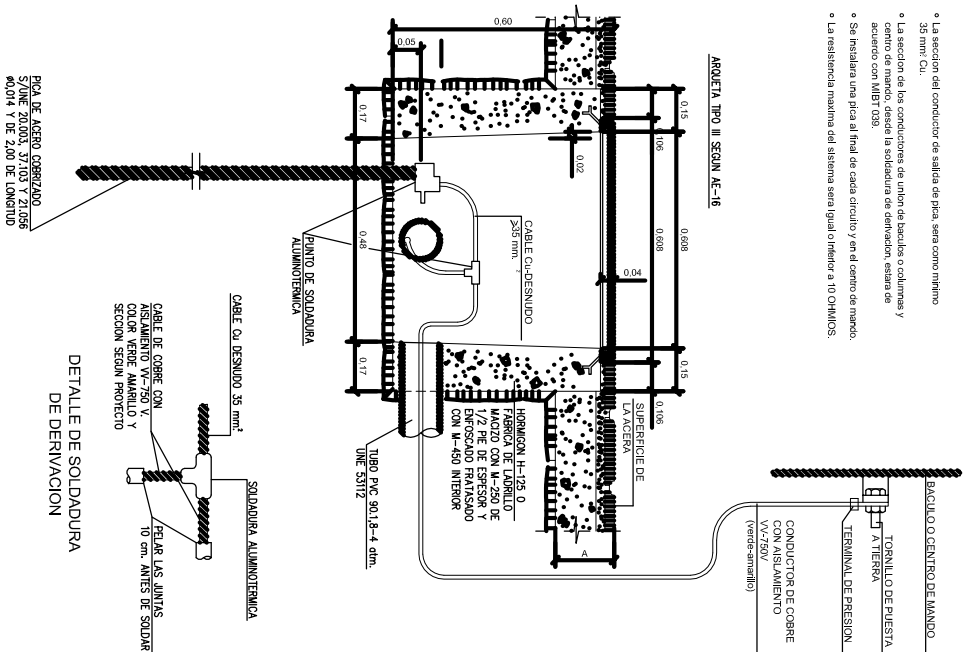 ° La seccion del conductor de salida de pica, sera como minimo
35 mm² Cu.
° La seccion de los conductores de union de baculos o columnas y
centro de mando, desde la soldadura de derivacion, estara de
acuerdo con MIBT 039.
° Se instalara una pica al final de cada circuito y en el centro de mando.
° La resistencia maxima del sistema sera igual o inferior a 10 OHMIOS.
ARQUETA TIPO III SEGUN AE-16
0,60
0,05
0,15
0,106
0,608
0,608
0,15
0,106
0,17
0,02
0,48
0,04
0,17
A
CABLE Cu-DESNUDO
≥35 mm.²
SUPERFICIE DE
LA ACERA
HORMIGON H-125 O
FABRICA DE LADRILLO
MACIZO CON M-250 DE
1/2 PIE DE ESPESOR Y
ENFOSCADO FRATASADO
CON M-450 INTERIOR
PUNTO DE SOLDADURA
ALUMINOTERMICA
TUBO PVC 90.1,8-4 atm.
UNE 53112
PICA DE ACERO COBRIZADO
S/UNE 20.003, 37.103 Y 21.056
ø0,014 Y DE 2,00 DE LONGITUD
BACULO O CENTRO DE MANDO
TORNILLO DE PUESTA
A TIERRA
TERMINAL DE PRESION
CONDUCTOR DE COBRE
CON AISLAMIENTO
VV-750V
(verde-amarillo)
CABLE Cu DESNUDO 35 mm²
SOLDADURA ALUMINOTERMICA
CABLE DE COBRE CON
AISLAMIENTO VV-750 V.
COLOR VERDE AMARILLO Y
SECCION SEGUN PROYECTO
PELAR LAS JUNTAS
10 cm. ANTES DE SOLDAR
DETALLE DE SOLDADURA
DE DERIVACION